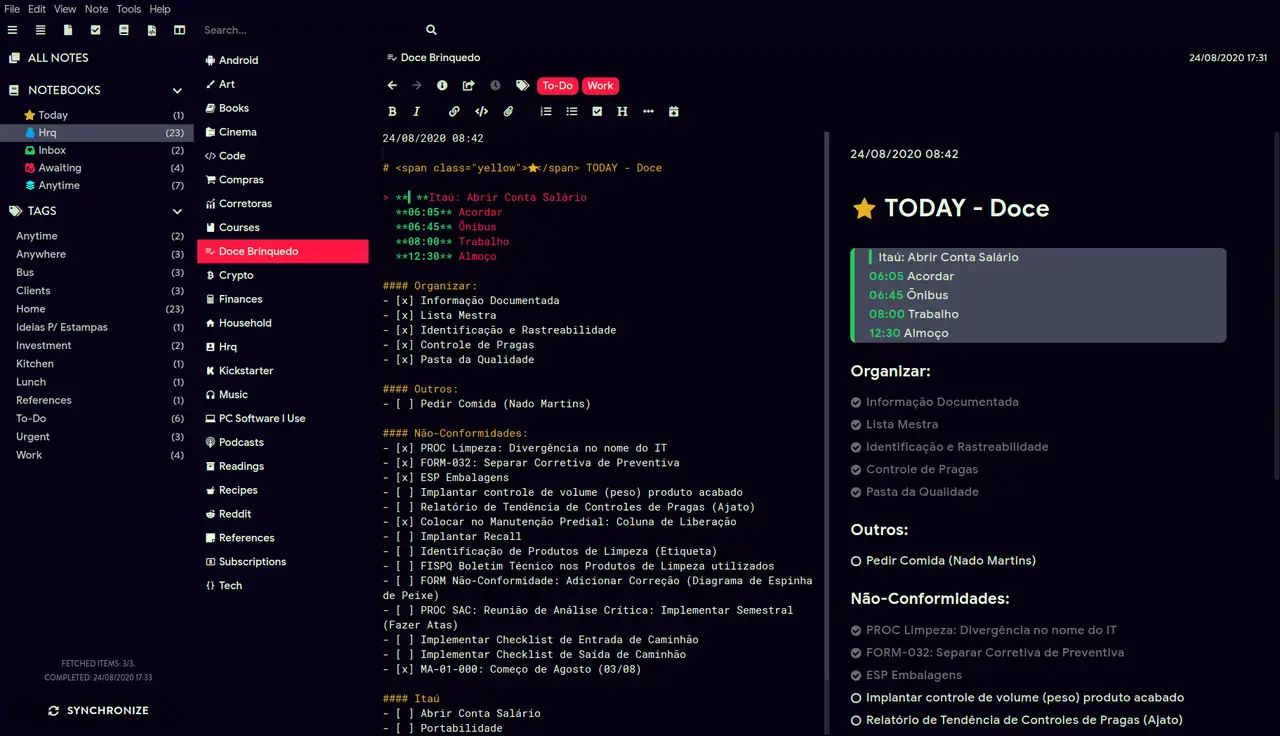 File Edit View Note Tools Help
Search...
ALL NOTES
NOTEBOOKS
Today (1)
Hrq (23)
Inbox (2)
Awaiting (4)
Anytime (7)
TAGS
Anytime (2)
Anywhere (3)
Bus (3)
Clients (3)
Home (23)
Ideias P/ Estampas (1)
Investment (2)
Kitchen (1)
Lunch (1)
References (1)
To-Do (6)
Urgent (3)
Work (4)
FETCHED ITEMS: 3/3.
COMPLETED: 24/08/2020 17:33
SYNCHRONIZE
Android
Art
Books
Cinema
Code
Compras
Corretoras
Courses
Doce Brinquedo
Crypto
Finances
Household
Hrq
Kickstarter
Music
PC Software I Use
Podcasts
Readings
Recipes
Reddit
References
Subscriptions
Tech
Doce Brinquedo
24/08/2020 17:31
To-Do Work
B I H
24/08/2020 08:42
# <span class="yellow">⭐</span> TODAY - Doce
> **▌**Itaú: Abrir Conta Salário
**06:05** Acordar
**06:45** Ônibus
**08:00** Trabalho
**12:30** Almoço
#### Organizar:
- [x] Informação Documentada
- [x] Lista Mestra
- [x] Identificação e Rastreabilidade
- [x] Controle de Pragas
- [x] Pasta da Qualidade
#### Outros:
- [ ] Pedir Comida (Nado Martins)
#### Não-Conformidades:
- [x] PROC Limpeza: Divergência no nome do IT
- [x] FORM-032: Separar Corretiva de Preventiva
- [x] ESP Embalagens
- [ ] Implantar controle de volume (peso) produto acabado
- [ ] Relatório de Tendência de Controles de Pragas (Ajato)
- [x] Colocar no Manutenção Predial: Coluna de Liberação
- [ ] Implantar Recall
- [ ] Identificação de Produtos de Limpeza (Etiqueta)
- [ ] FISPQ Boletim Técnico nos Produtos de Limpeza utilizados
- [ ] FORM Não-Conformidade: Adicionar Correção (Diagrama de Espinha
de Peixe)
- [ ] PROC SAC: Reunião de Análise Crítica: Implementar Semestral
(Fazer Atas)
- [ ] Implementar Checklist de Entrada de Caminhão
- [ ] Implementar Checklist de Saída de Caminhão
- [x] MA-01-000: Começo de Agosto (03/08)
#### Itaú
- [ ] Abrir Conta Salário
- [ ] Portabilidade
24/08/2020 08:42
⭐ TODAY - Doce
▌ Itaú: Abrir Conta Salário
06:05 Acordar
06:45 Ônibus
08:00 Trabalho
12:30 Almoço
Organizar:
Informação Documentada
Lista Mestra
Identificação e Rastreabilidade
Controle de Pragas
Pasta da Qualidade
Outros:
Pedir Comida (Nado Martins)
Não-Conformidades:
PROC Limpeza: Divergência no nome do IT
FORM-032: Separar Corretiva de Preventiva
ESP Embalagens
Implantar controle de volume (peso) produto acabado
Relatório de Tendência de Controles de Pragas (Ajato)